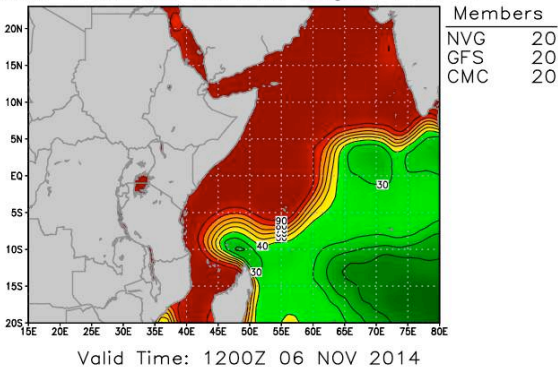 Members
NVG 20
GFS 20
CMC 20
20N
15N
10N
5N
EQ
5S
10S
15S
20S
30
90
40
30
15E 20E 25E 30E 35E 40E 45E 50E 55E 60E 65E 70E 75E 80E
Valid Time: 1200Z 06 NOV 2014